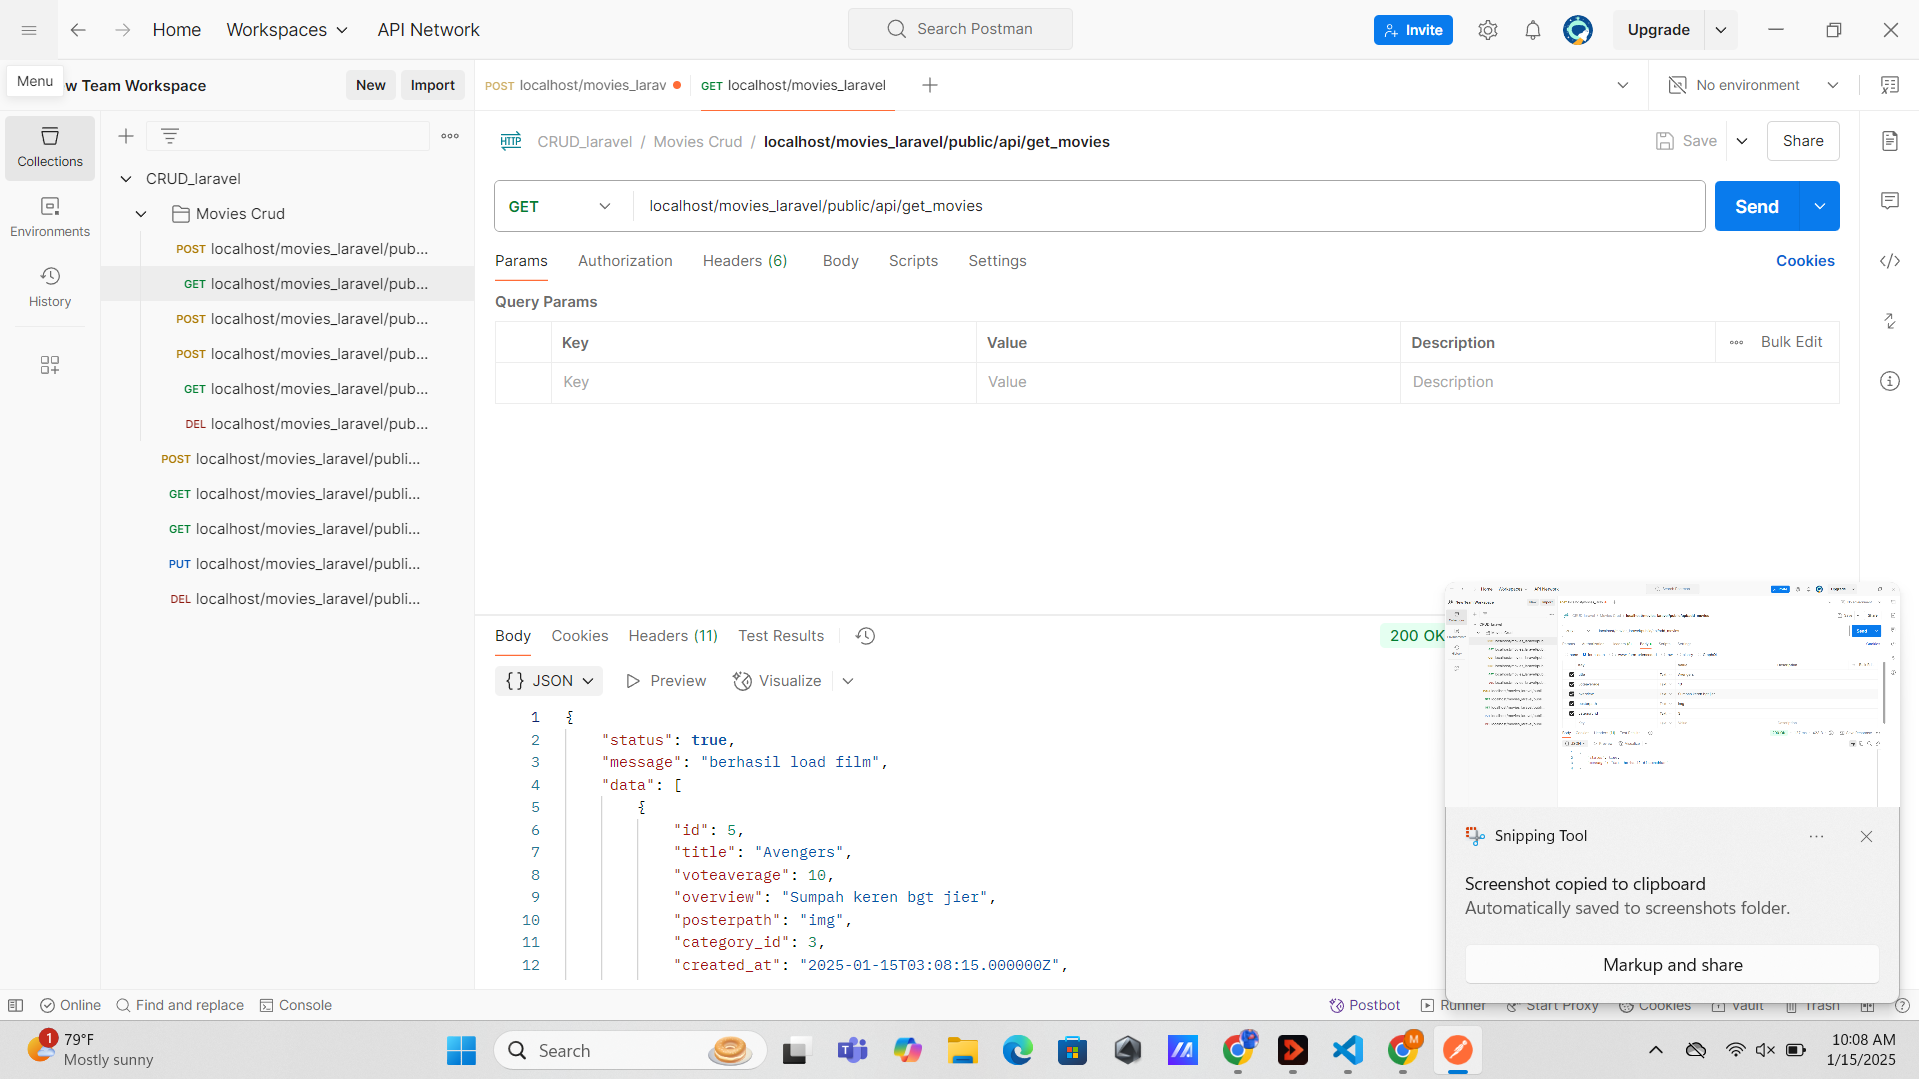 Home
Workspaces
API Network
Search Postman
Invite
Upgrade
Menu
w Team Workspace
New
Import
POST localhost/movies_larav
GET localhost/movies_laravel
No environment
Collections
Environments
History
CRUD_laravel
Movies Crud
POST localhost/movies_laravel/pub...
GET localhost/movies_laravel/pub...
POST localhost/movies_laravel/pub...
POST localhost/movies_laravel/pub...
GET localhost/movies_laravel/pub...
DEL localhost/movies_laravel/pub...
POST localhost/movies_laravel/publi...
GET localhost/movies_laravel/publi...
GET localhost/movies_laravel/publi...
PUT localhost/movies_laravel/publi...
DEL localhost/movies_laravel/publi...
HTTP CRUD_laravel / Movies Crud / localhost/movies_laravel/public/api/get_movies
Save
Share
GET localhost/movies_laravel/public/api/get_movies
Send
Params Authorization Headers (6) Body Scripts Settings
Cookies
Query Params
Key Value Description Bulk Edit
Key Value Description
Body Cookies Headers (11) Test Results
200 OK
{} JSON Preview Visualize
1 {
2 "status": true,
3 "message": "berhasil load film",
4 "data": [
5 {
6 "id": 5,
7 "title": "Avengers",
8 "voteaverage": 10,
9 "overview": "Sumpah keren bgt jier",
10 "posterpath": "img",
11 "category_id": 3,
12 "created_at": "2025-01-15T03:08:15.000000Z",
Snipping Tool
Screenshot copied to clipboard
Automatically saved to screenshots folder.
Markup and share
Online
Find and replace
Console
Postbot
Runner
Start Proxy
Cookies
Vault
Trash
1
79°F
Mostly sunny
Search
M
10:08 AM
1/15/2025